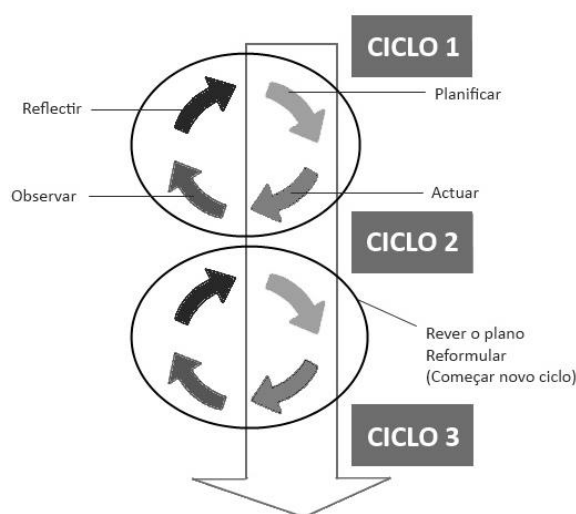 CICLO 1
Reflectir
Planificar
Observar
Actuar
CICLO 2
Rever o plano
Reformular
(Começar novo ciclo)
CICLO 3